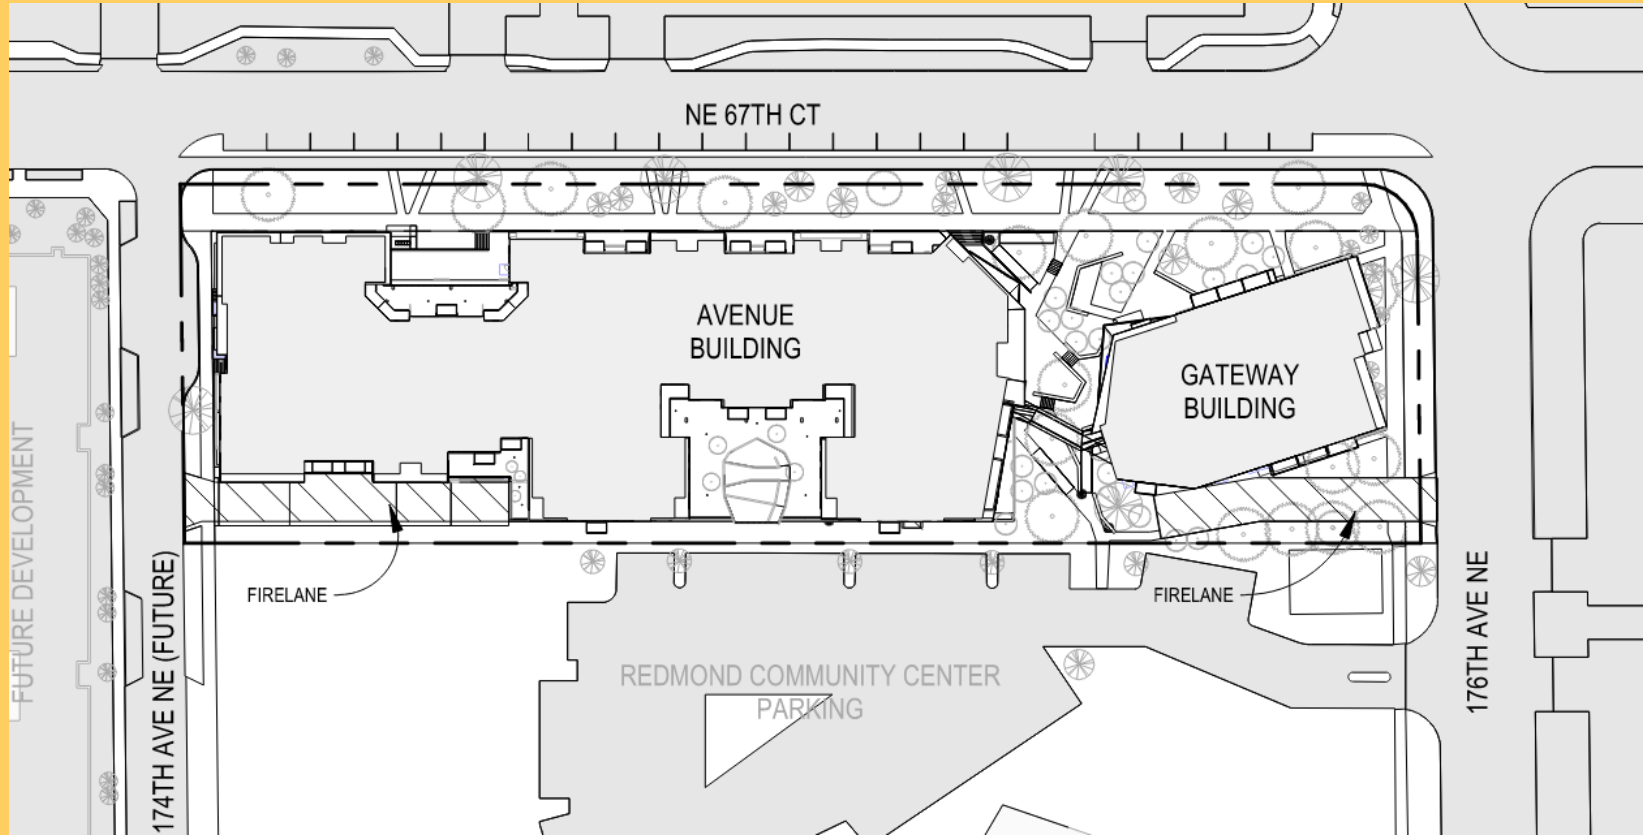 NE 67TH CT
AVENUE
BUILDING
GATEWAY
BUILDING
FUTURE DEVELOPMENT
174TH AVE NE (FUTURE)
FIRELANE
FIRELANE
176TH AVE NE
REDMOND COMMUNITY CENTER
PARKING